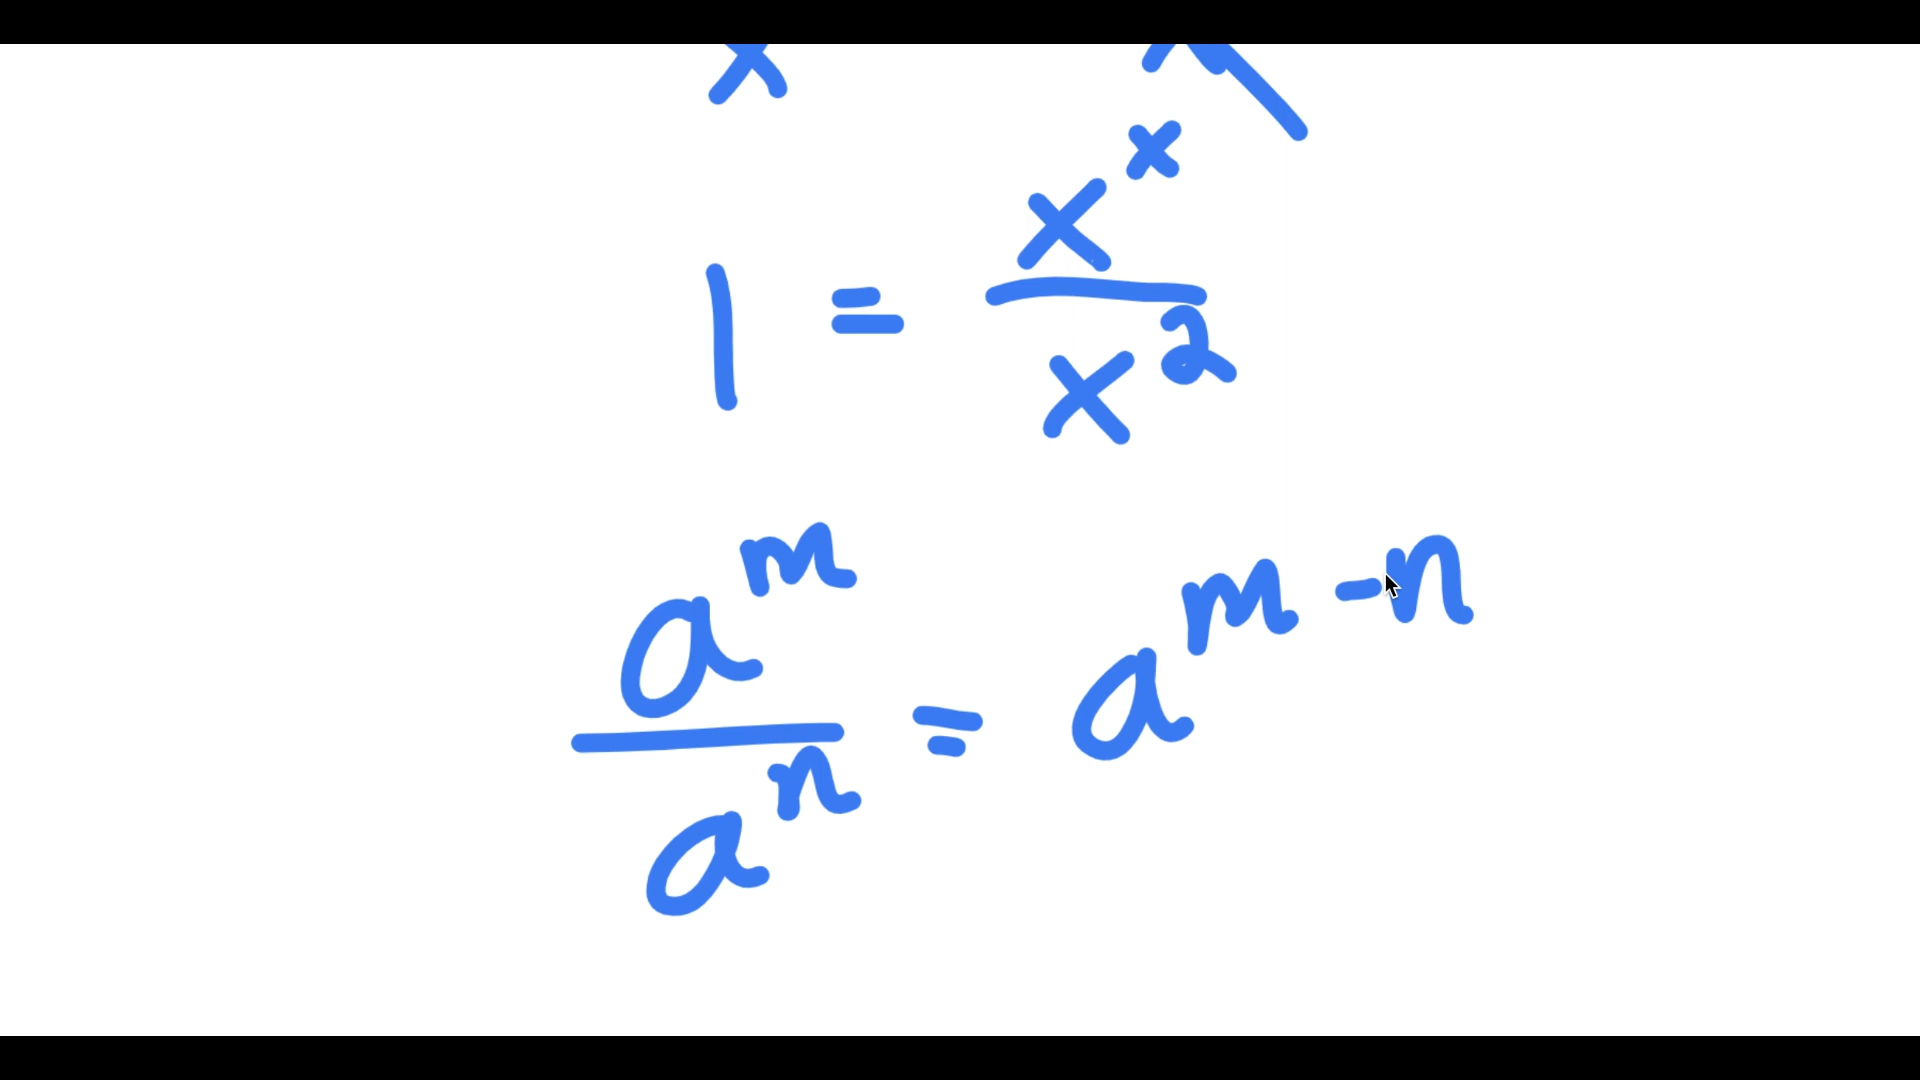 1 = x^x / x^2
a^m / a^n = a^(m-n)